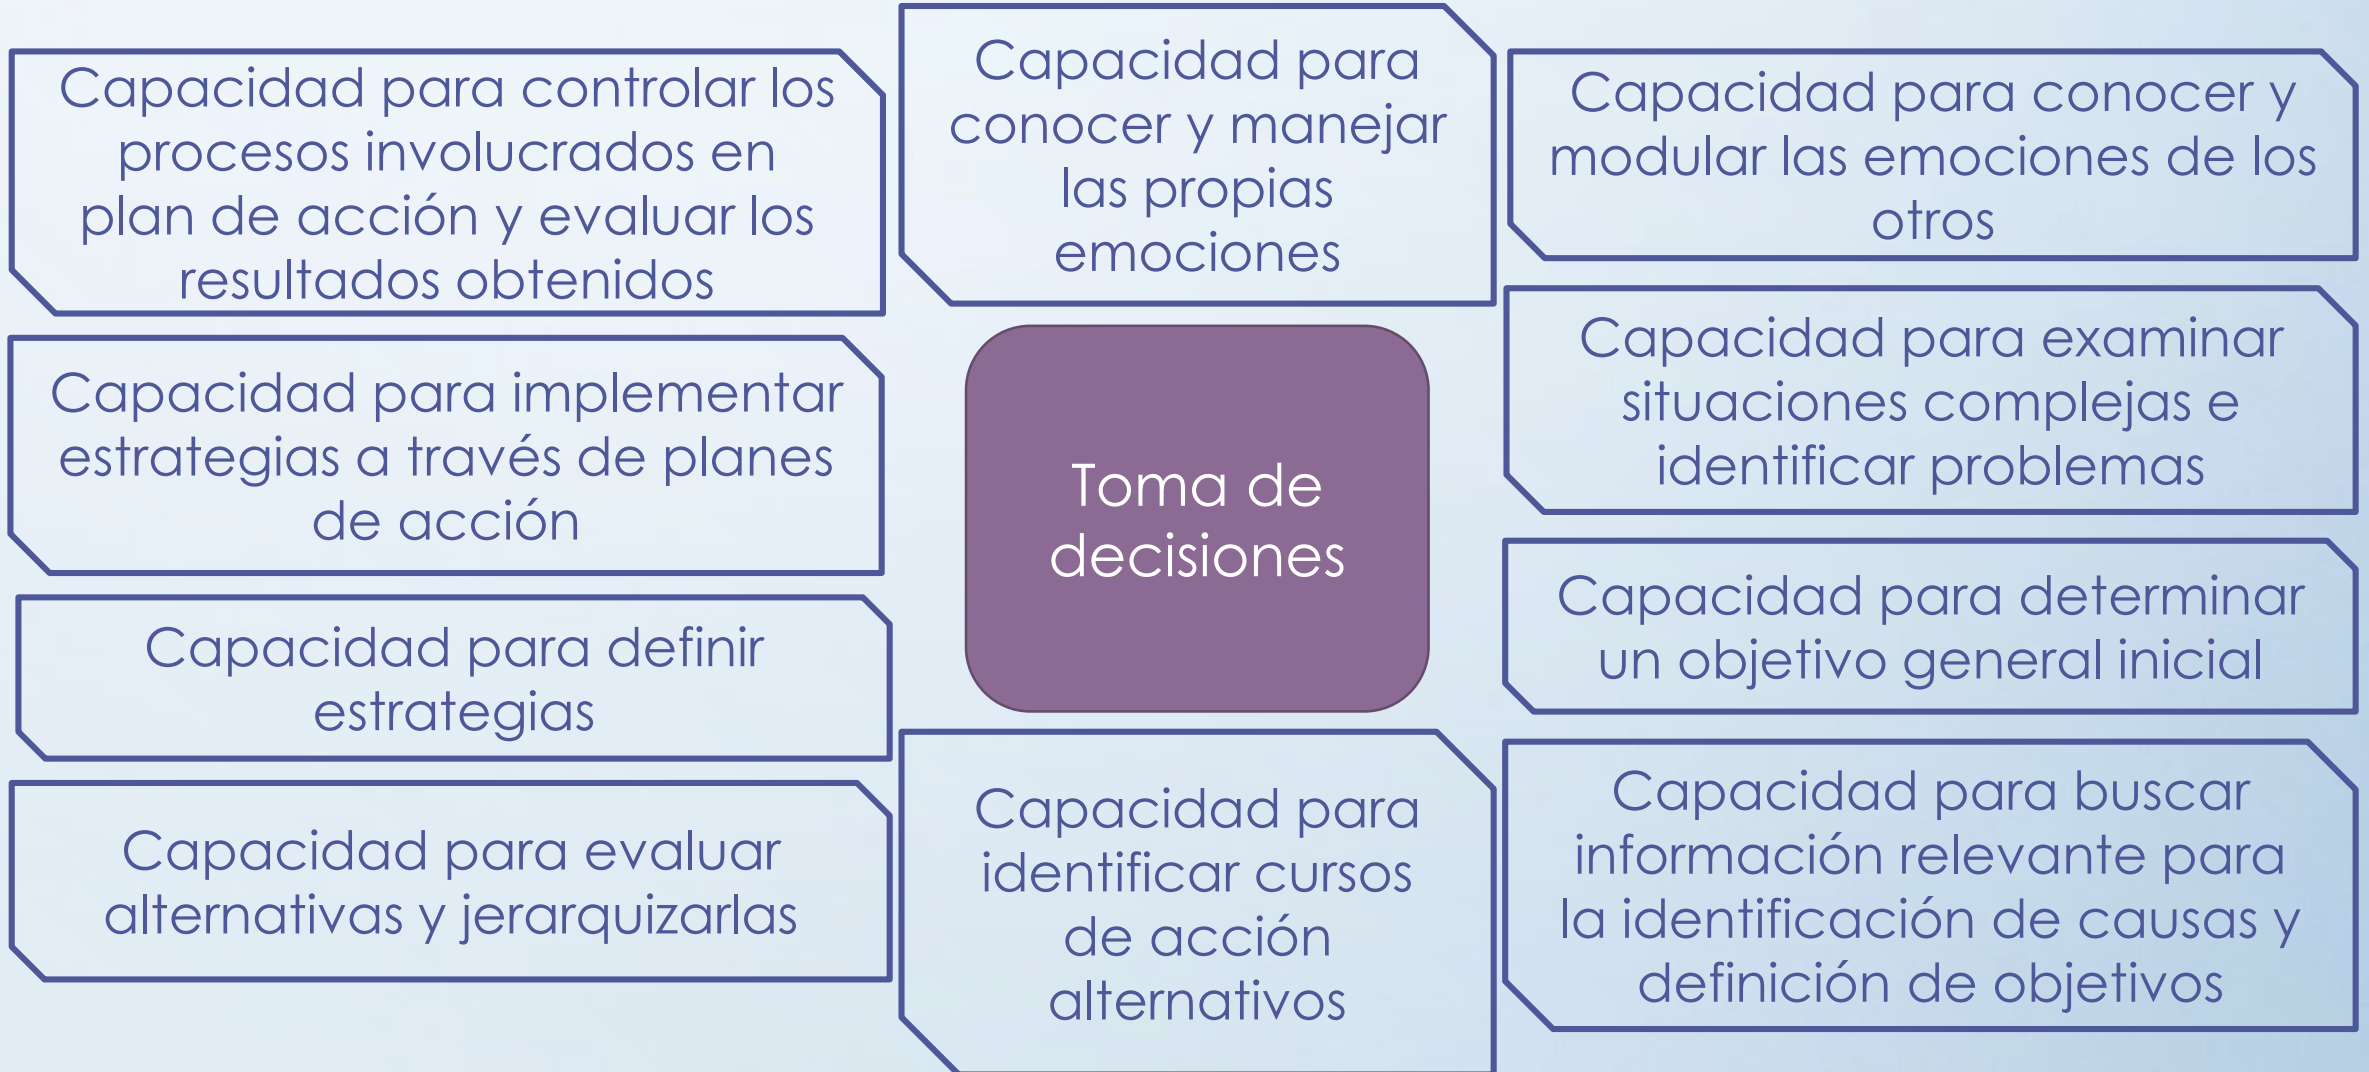 Capacidad para controlar los
procesos involucrados en
plan de acción y evaluar los
resultados obtenidos
Capacidad para
conocer y manejar
las propias
emociones
Capacidad para conocer y
modular las emociones de los
otros
Capacidad para implementar
estrategias a través de planes
de acción
Toma de
decisiones
Capacidad para examinar
situaciones complejas e
identificar problemas
Capacidad para definir
estrategias
Capacidad para determinar
un objetivo general inicial
Capacidad para evaluar
alternativas y jerarquizarlas
Capacidad para
identificar cursos
de acción
alternativos
Capacidad para buscar
información relevante para
la identificación de causas y
definición de objetivos